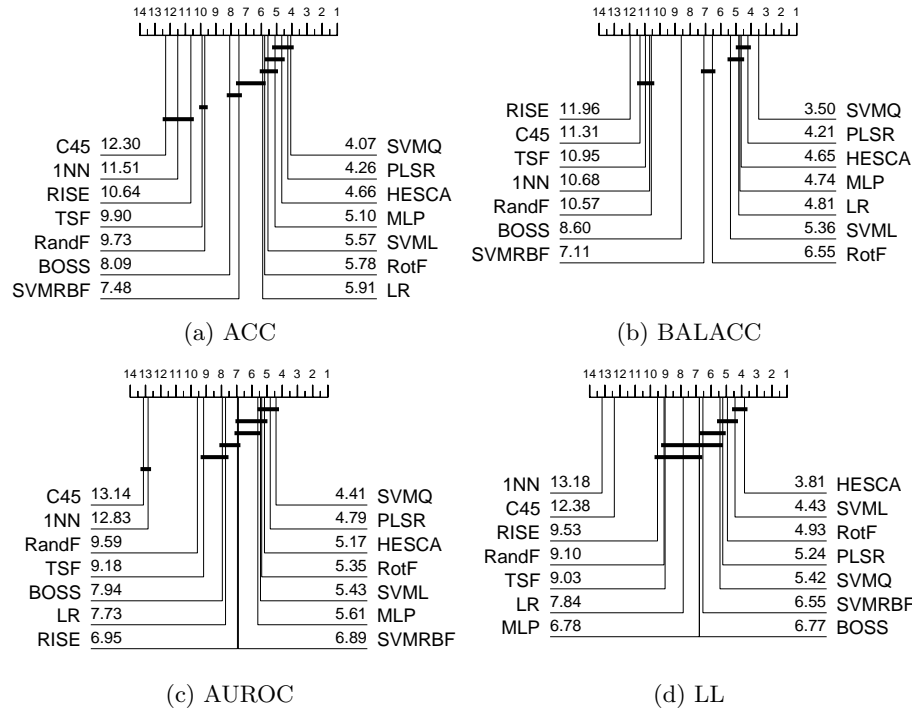 14 13 12 11 10 9 8 7 6 5 4 3 2 1
C45 12.30 4.07 SVMQ
1NN 11.51 4.26 PLSR
RISE 10.64 4.66 HESCA
TSF 9.90 5.10 MLP
RandF 9.73 5.57 SVML
BOSS 8.09 5.78 RotF
SVMRBF 7.48 5.91 LR
(a) ACC
14 13 12 11 10 9 8 7 6 5 4 3 2 1
RISE 11.96 3.50 SVMQ
C45 11.31 4.21 PLSR
TSF 10.95 4.65 HESCA
1NN 10.68 4.74 MLP
RandF 10.57 4.81 LR
BOSS 8.60 5.36 SVML
SVMRBF 7.11 6.55 RotF
(b) BALACC
14 13 12 11 10 9 8 7 6 5 4 3 2 1
C45 13.14 4.41 SVMQ
1NN 12.83 4.79 PLSR
RandF 9.59 5.17 HESCA
TSF 9.18 5.35 RotF
BOSS 7.94 5.43 SVML
LR 7.73 5.61 MLP
RISE 6.95 6.89 SVMRBF
(c) AUROC
14 13 12 11 10 9 8 7 6 5 4 3 2 1
1NN 13.18 3.81 HESCA
C45 12.38 4.43 SVML
RISE 9.53 4.93 RotF
RandF 9.10 5.24 PLSR
TSF 9.03 5.42 SVMQ
LR 7.84 6.55 SVMRBF
MLP 6.78 6.77 BOSS
(d) LL